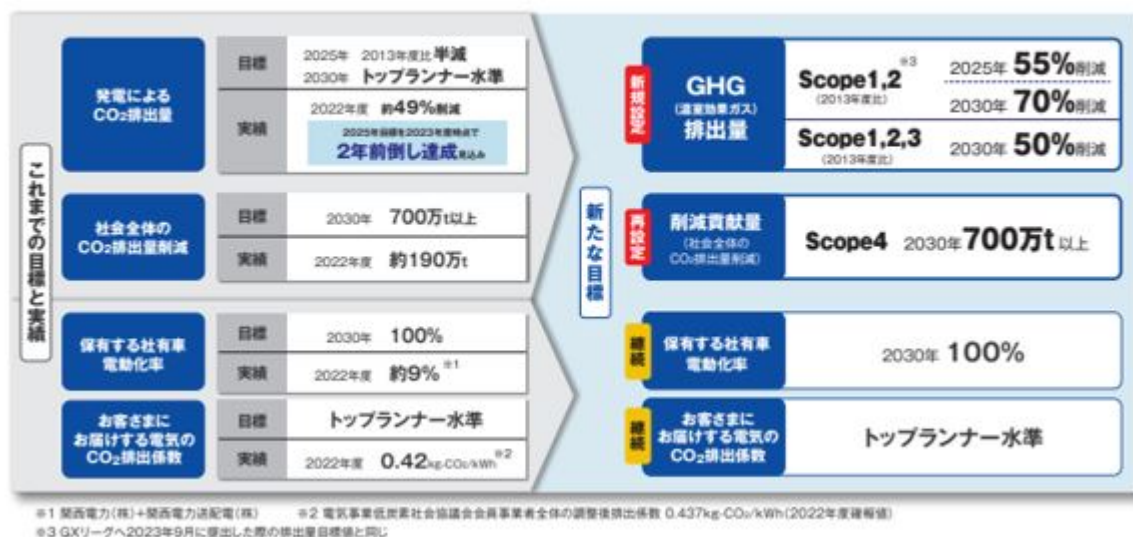 これまでの目標と実績
発電による
CO₂排出量
目標
2025年 2013年度比半減
2030年 トップランナー水準
実績
2022年度 約49%削減
2025年目標を2023年度時点で
2年前倒し達成見込み
社会全体の
CO₂排出量削減
目標
2030年 700万t以上
実績
2022年度 約190万t
保有する社有車
電動化率
目標
2030年 100%
実績
2022年度 約9% ※1
お客さまに
お届けする電気の
CO₂排出係数
目標
トップランナー水準
実績
2022年度 0.42kg-CO₂/kWh ※2
新たな目標
新規設定
GHG
(温室効果ガス)
排出量
Scope1,2 ※3
(2013年度比)
2025年 55%削減
2030年 70%削減
Scope1,2,3
(2013年度比)
2030年 50%削減
再設定
削減貢献量
(社会全体の
CO₂排出量削減)
Scope4 2030年 700万t 以上
継続
保有する社有車
電動化率
2030年 100%
継続
お客さまに
お届けする電気の
CO₂排出係数
トップランナー水準
※1 関西電力(株)+関西電力送配電(株) ※2 電気事業低炭素社会協議会会員事業者全体の調整後排出係数 0.437kg-CO₂/kWh(2022年度確報値)
※3 GXリーグへ2023年9月に提出した際の排出量目標値と同じ